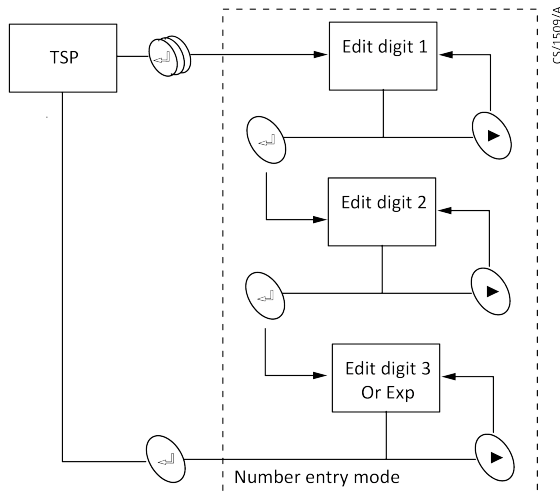 TSP
Edit digit 1
Edit digit 2
Edit digit 3
Or Exp
Number entry mode
CS/1509/A